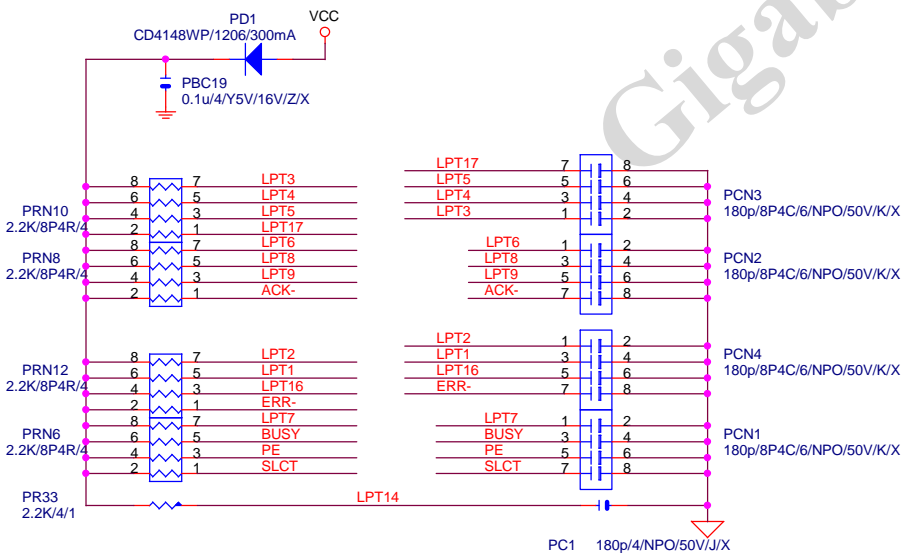 Gigab
VCC
PD1
CD4148WP/1206/300mA
PBC19
0.1u/4/Y5V/16V/Z/X
8 7 LPT3
6 5 LPT4
4 3 LPT5
2 1 LPT17
PRN10
2.2K/8P4R/4
8 7 LPT6
6 5 LPT8
4 3 LPT9
2 1 ACK-
PRN8
2.2K/8P4R/4
LPT17 7 8
LPT5 5 6
LPT4 3 4
LPT3 1 2
PCN3
180p/8P4C/6/NPO/50V/K/X
LPT6 1 2
LPT8 3 4
LPT9 5 6
ACK- 7 8
PCN2
180p/8P4C/6/NPO/50V/K/X
8 7 LPT2
6 5 LPT1
4 3 LPT16
2 1 ERR-
PRN12
2.2K/8P4R/4
8 7 LPT7
6 5 BUSY
4 3 PE
2 1 SLCT
PRN6
2.2K/8P4R/4
LPT2 1 2
LPT1 3 4
LPT16 5 6
ERR- 7 8
PCN4
180p/8P4C/6/NPO/50V/K/X
LPT7 1 2
BUSY 3 4
PE 5 6
SLCT 7 8
PCN1
180p/8P4C/6/NPO/50V/K/X
PR33
2.2K/4/1
LPT14
PC1 180p/4/NPO/50V/J/X